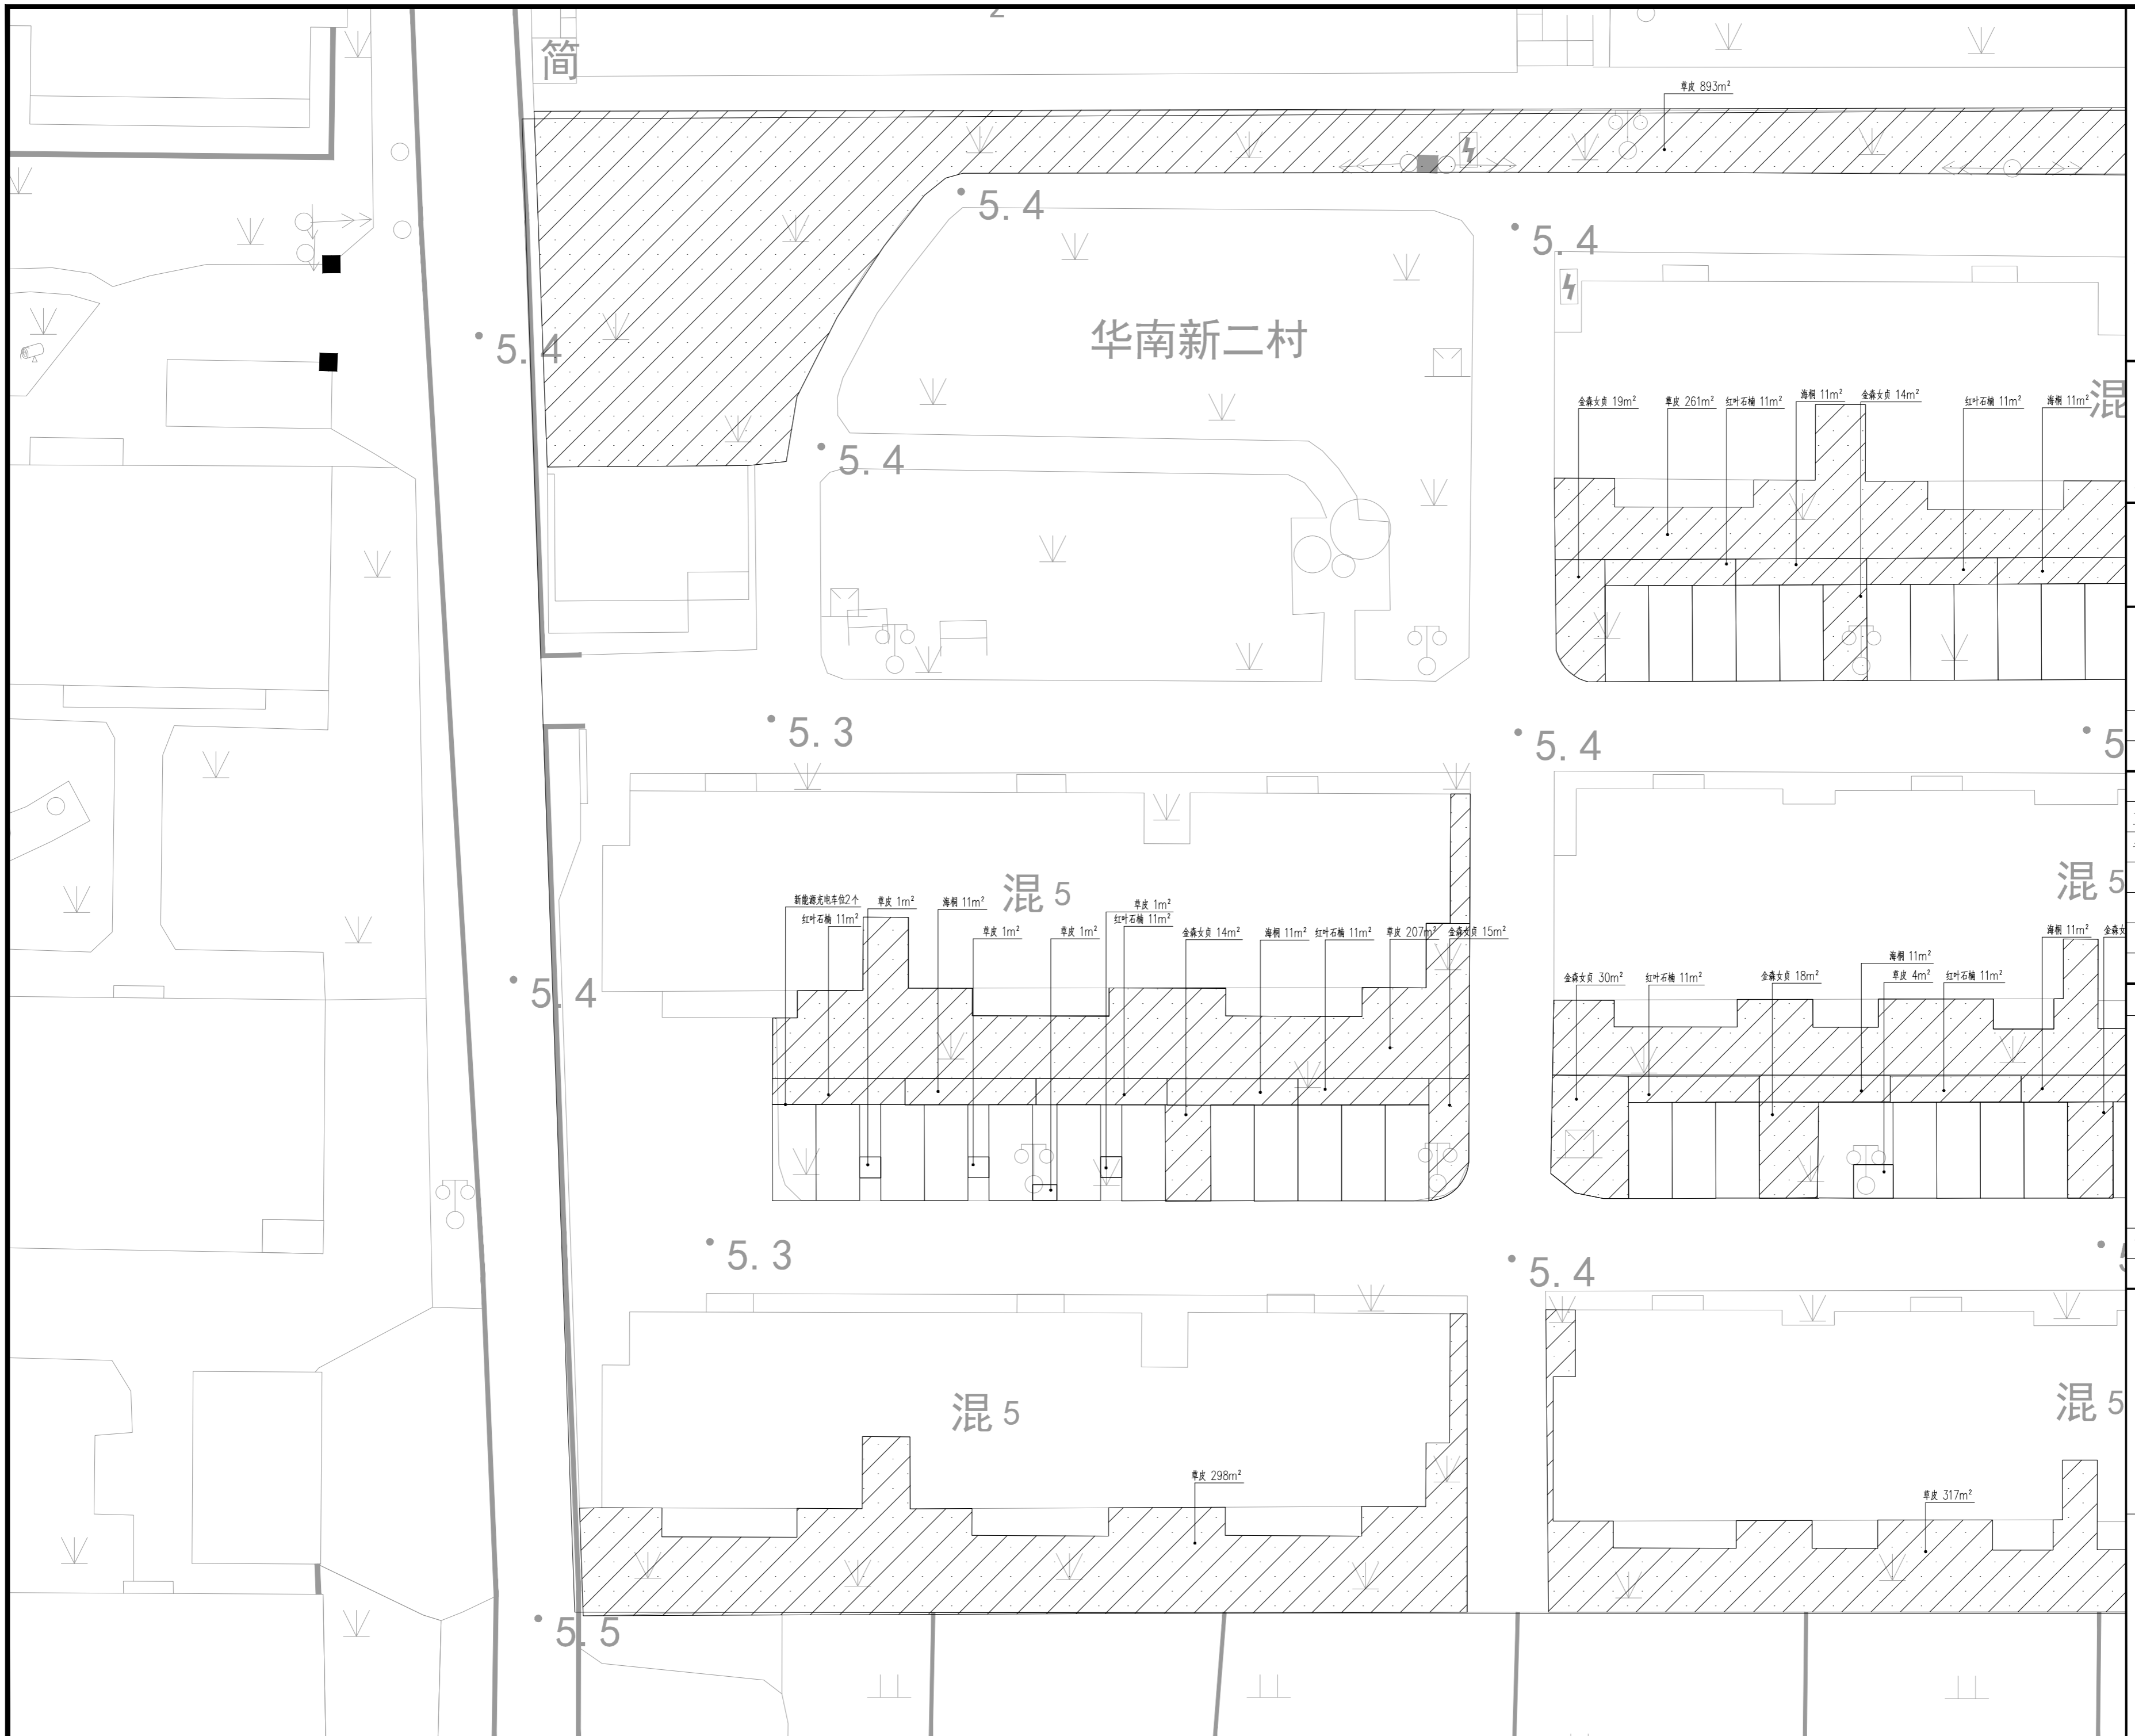 简
草皮 893m²
5.4
5.4
华南新二村
5.4
混
金森女贞 19m²
草皮 261m²
红叶石楠 11m²
海桐 11m²
金森女贞 14m²
红叶石楠 11m²
海桐 11m²
5.4
5.3
5.4
5
混 5
混 5
新能源充电车位2个
红叶石楠 11m²
草皮 1m²
海桐 11m²
草皮 1m²
草皮 1m²
草皮 1m²
红叶石楠 11m²
金森女贞 14m²
海桐 11m²
红叶石楠 11m²
草皮 207m²
金森女贞 15m²
海桐 11m²
金森女
金森女贞 30m²
红叶石楠 11m²
金森女贞 18m²
海桐 11m²
草皮 4m²
红叶石楠 11m²
5.4
5.3
5.4
混 5
混 5
草皮 298m²
草皮 317m²
5.5